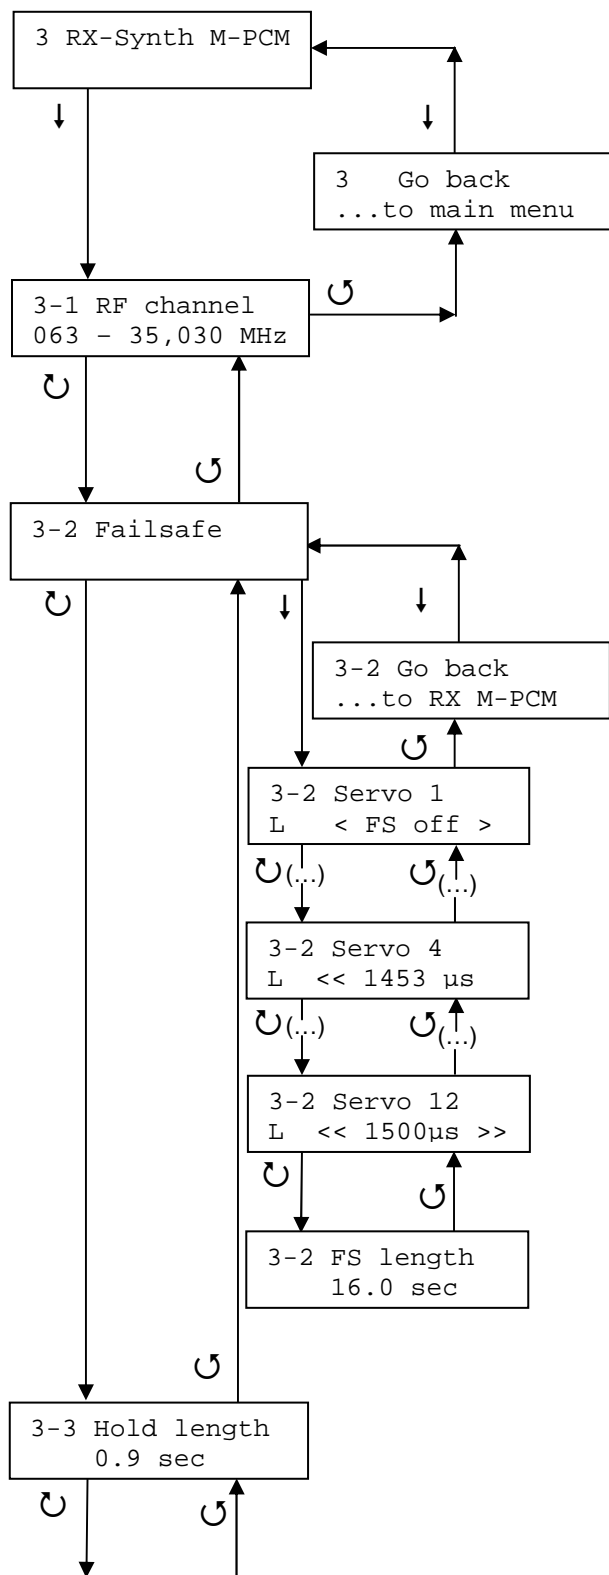 3 RX-Synth M-PCM
3 Go back
...to main menu
3-1 RF channel
063 – 35,030 MHz
3-2 Failsafe
3-2 Go back
...to RX M-PCM
3-2 Servo 1
L < FS off >
(...)
(...)
3-2 Servo 4
L << 1453 µs
(...)
(...)
3-2 Servo 12
L << 1500µs >>
3-2 FS length
16.0 sec
3-3 Hold length
0.9 sec